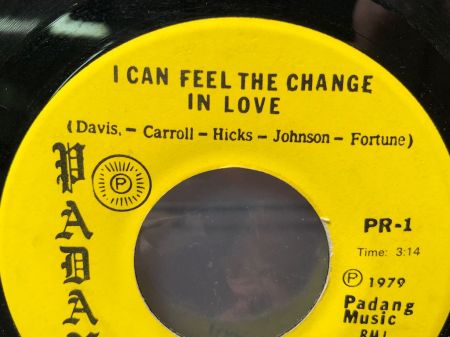 I CAN FEEL THE CHANGE
IN LOVE
(Davis, – Carroll – Hicks – Johnson – Fortune)
PADA
Ⓟ
PR-1
Time: 3:14
Ⓟ 1979
Padang
Music
BMI